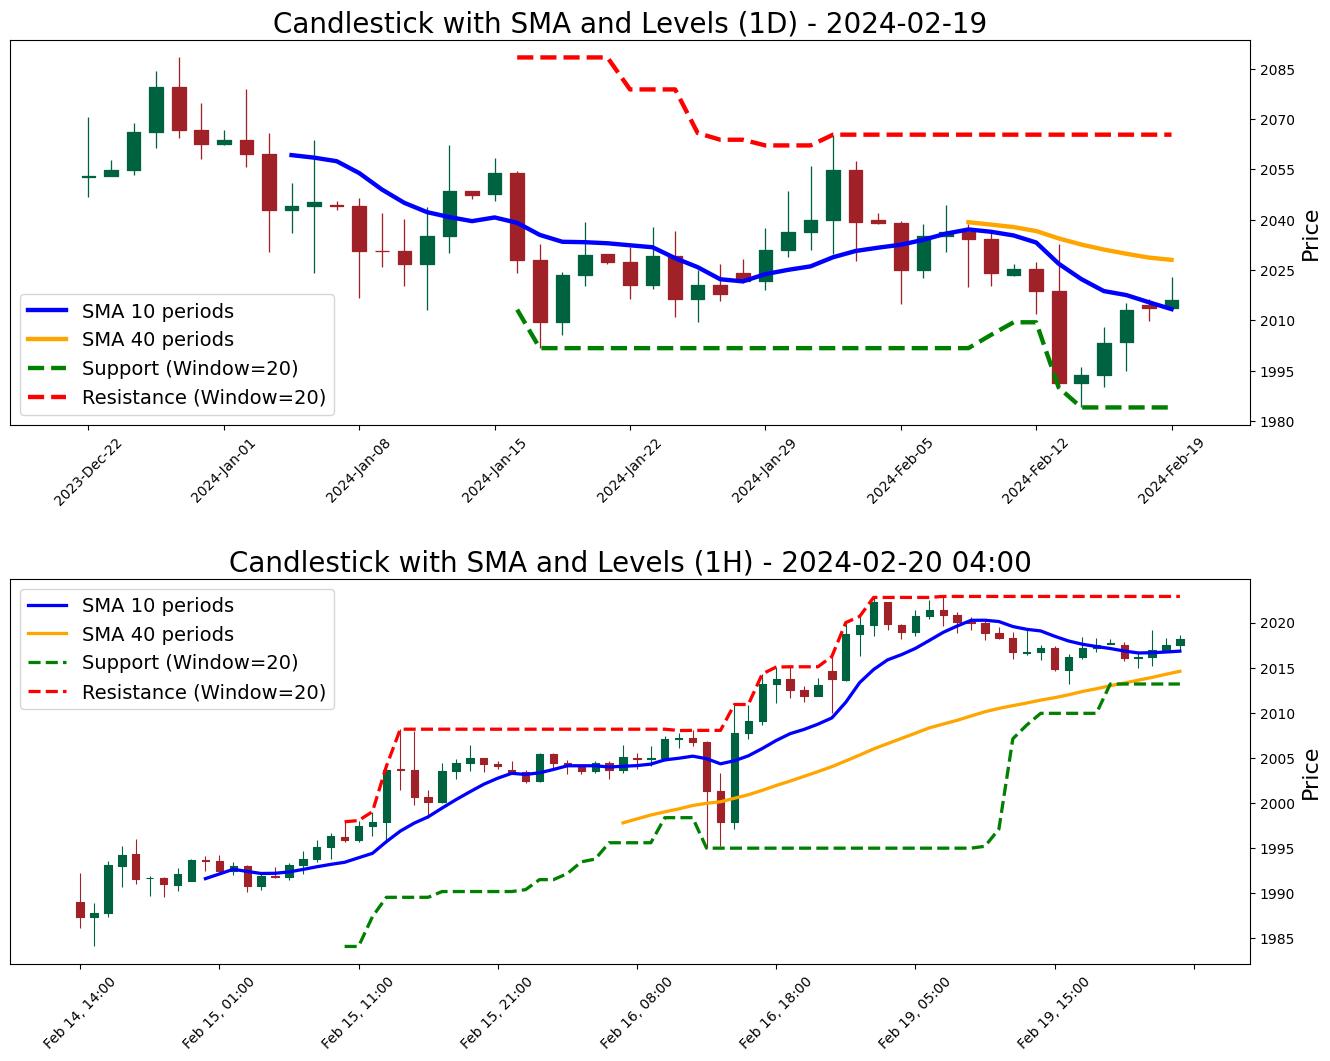 Candlestick with SMA and Levels (1D) - 2024-02-19
SMA 10 periods
SMA 40 periods
Support (Window=20)
Resistance (Window=20)
2085
2070
2055
2040
2025
2010
1995
1980
Price
2023-Dec-22
2024-Jan-01
2024-Jan-08
2024-Jan-15
2024-Jan-22
2024-Jan-29
2024-Feb-05
2024-Feb-12
2024-Feb-19
Candlestick with SMA and Levels (1H) - 2024-02-20 04:00
SMA 10 periods
SMA 40 periods
Support (Window=20)
Resistance (Window=20)
2020
2015
2010
2005
2000
1995
1990
1985
Price
Feb 14, 14:00
Feb 15, 01:00
Feb 15, 11:00
Feb 15, 21:00
Feb 16, 08:00
Feb 16, 18:00
Feb 19, 05:00
Feb 19, 15:00